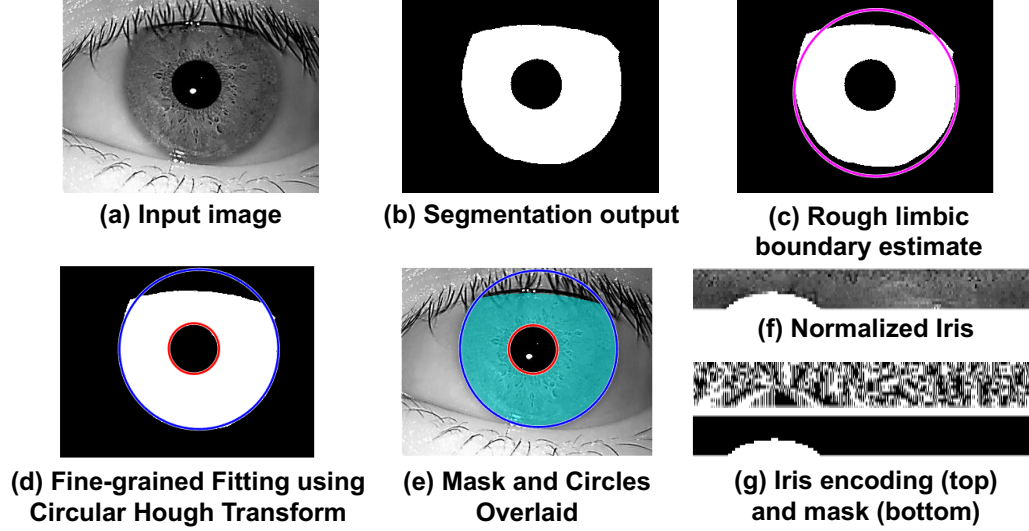 (a) Input image
(b) Segmentation output
(c) Rough limbic
boundary estimate
(d) Fine-grained Fitting using
Circular Hough Transform
(e) Mask and Circles
Overlaid
(f) Normalized Iris
(g) Iris encoding (top)
and mask (bottom)